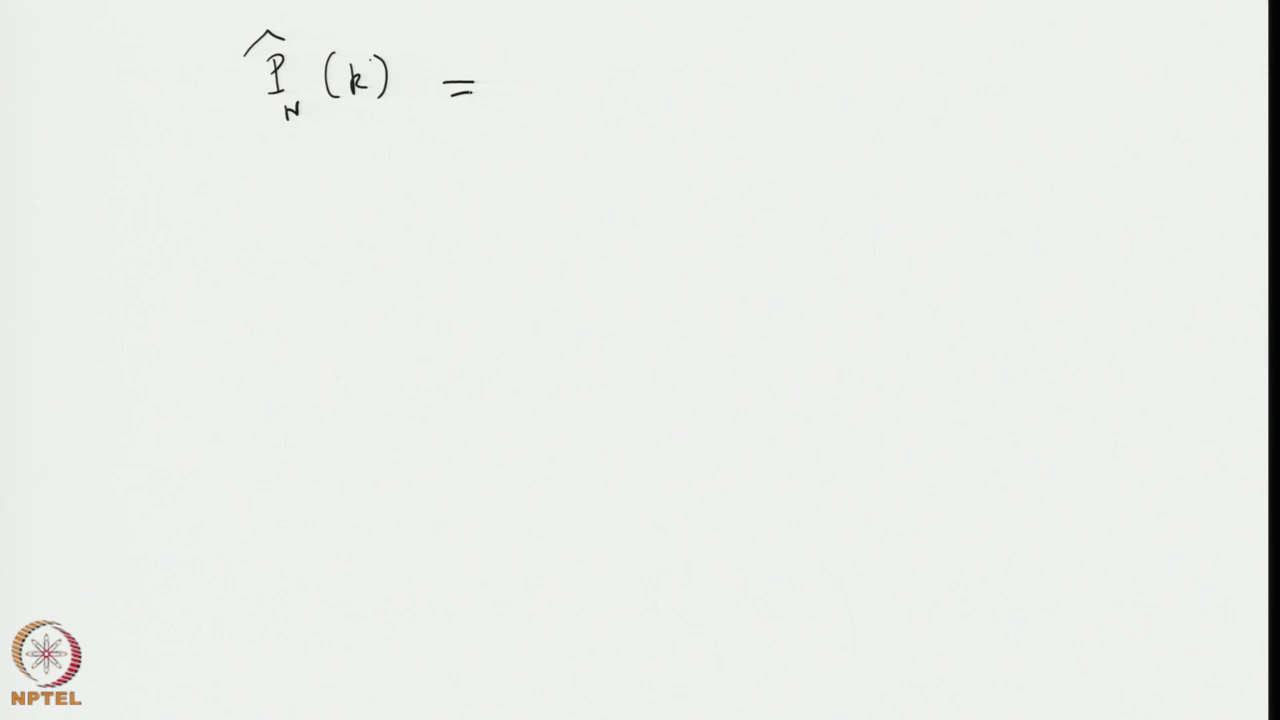 P̂_N (k) =
NPTEL